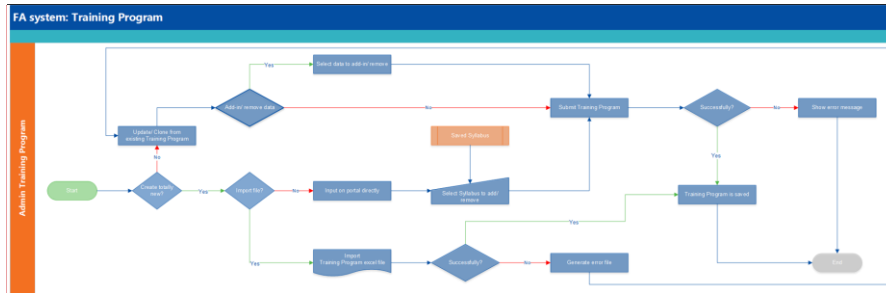 FA system: Training Program
Admin Training Program
Yes
Select data to add-in/ remove
Add-in/ remove data
No
Submit Training Program
Successfully?
No
Show error message
Update/ Clone from
existing Training Program
Saved Syllabus
No
Yes
Start
Create totally
new?
Yes
Import file?
No
Input on portal directly
Select Syllabus to add/
remove
Training Program is saved
Yes
Yes
Import
Training Program excel file
Successfully?
No
Generate error file